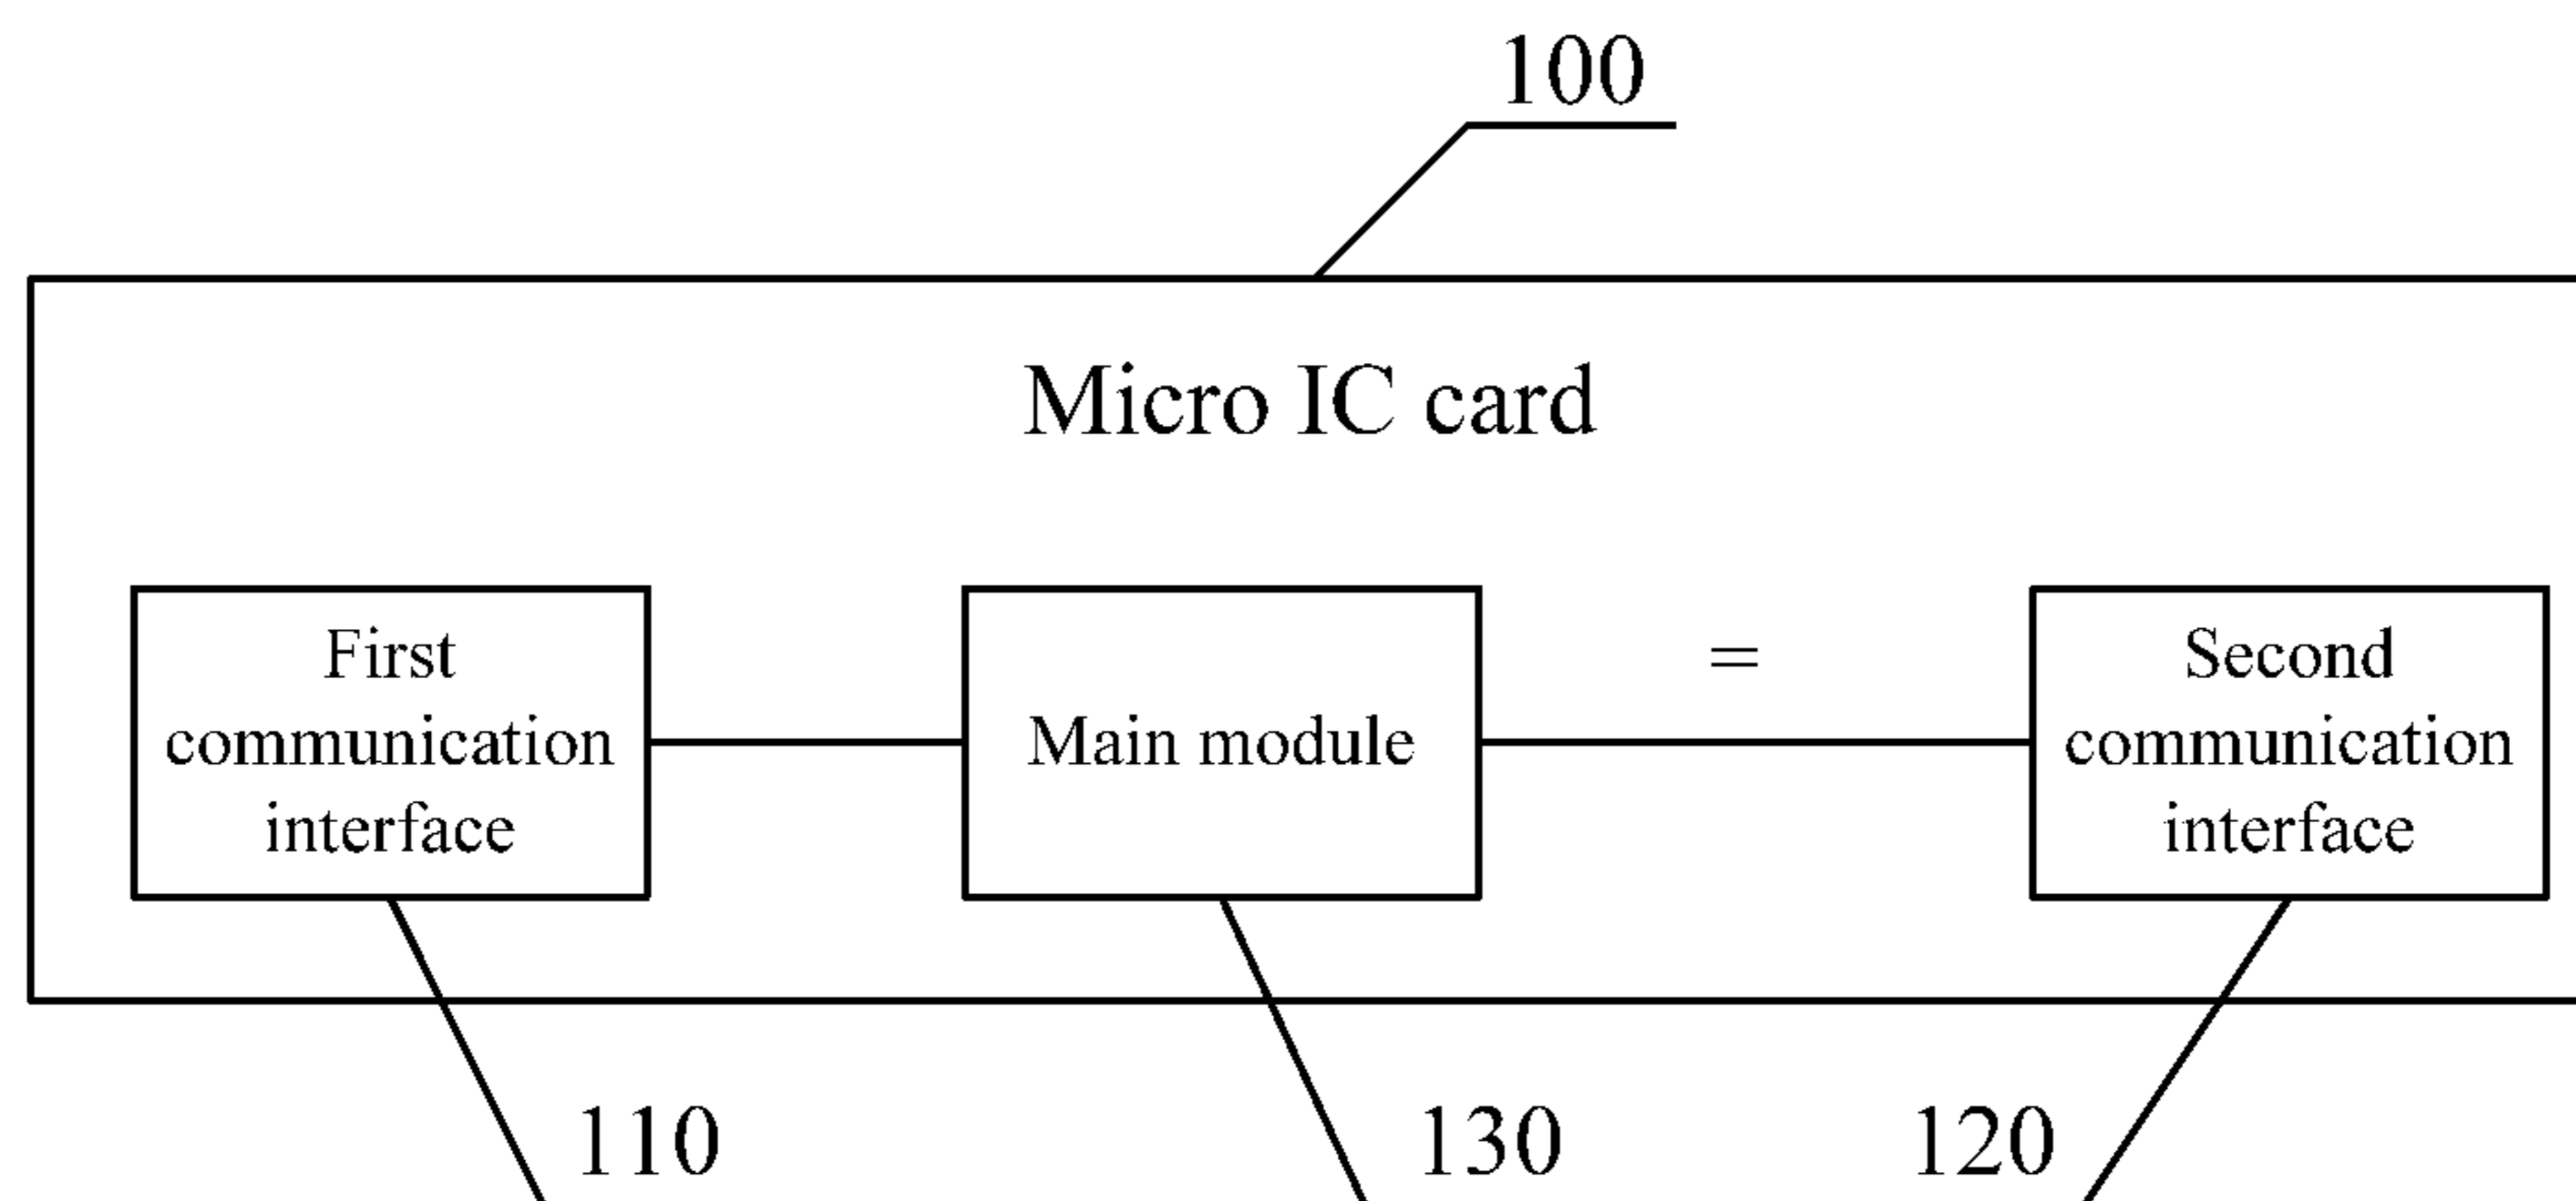 100
Micro IC card
First
communication
interface
Main module
=
Second
communication
interface
110
130
120